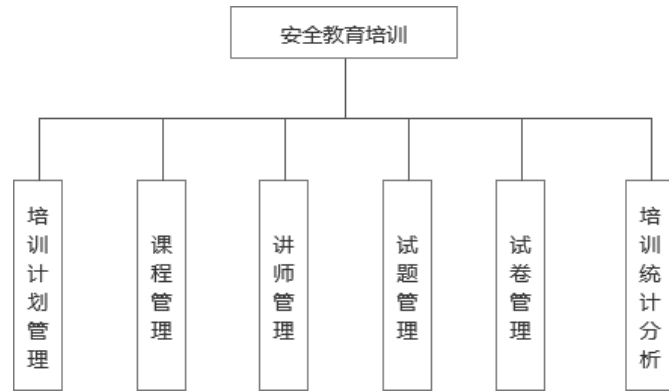 安全教育培训
培训计划管理
课程管理
讲师管理
试题管理
试卷管理
培训统计分析